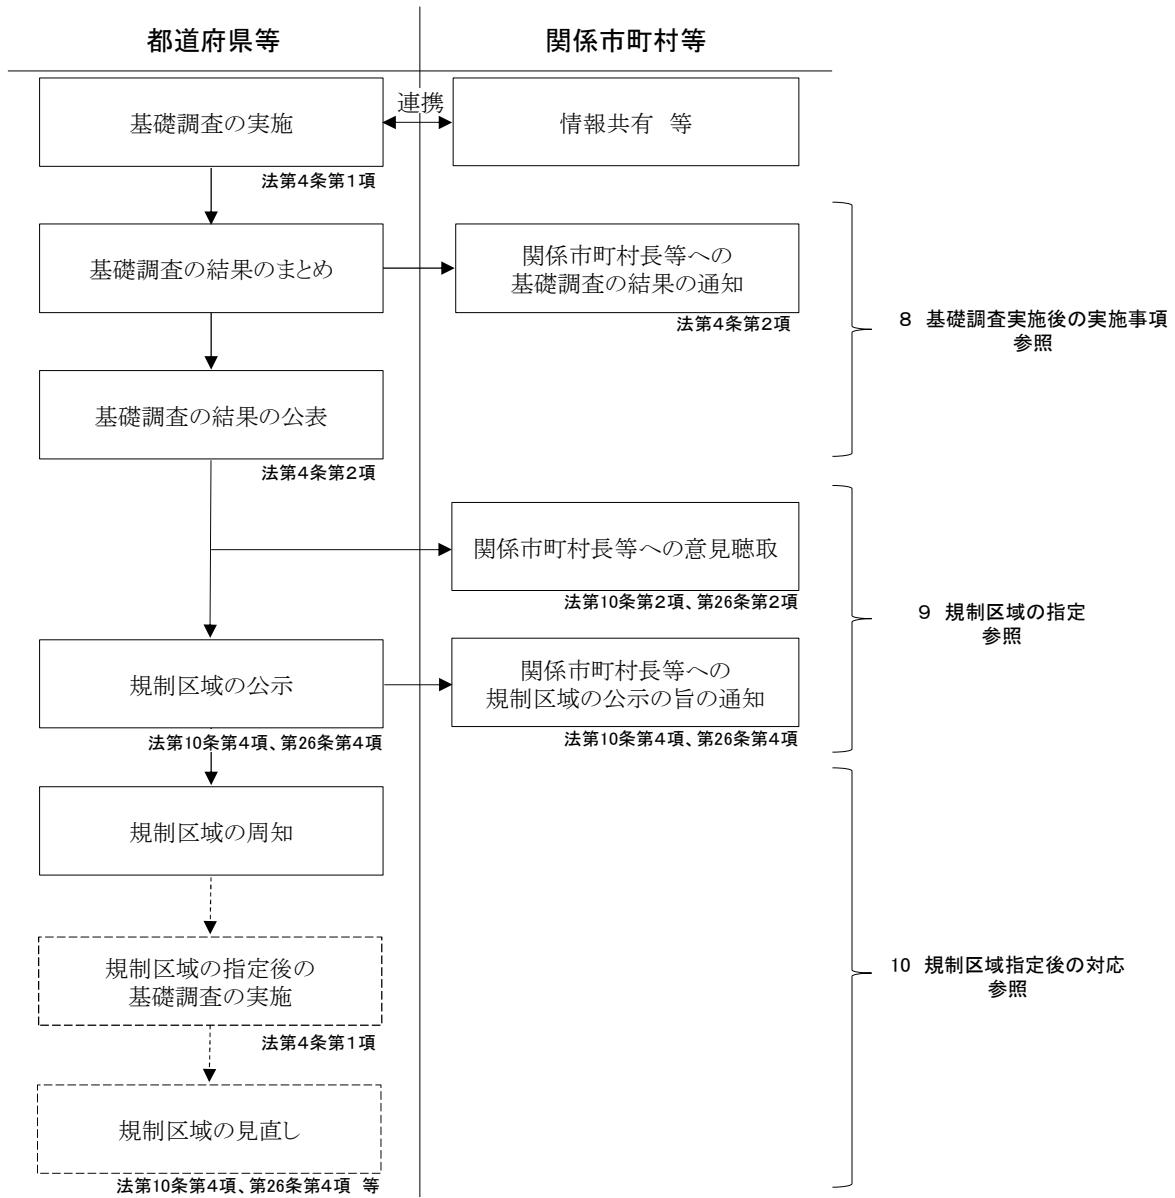 都道府県等
関係市町村等
基礎調査の実施
連携
情報共有 等
法第4条第1項
基礎調査の結果のまとめ
関係市町村長等への
基礎調査の結果の通知
法第4条第2項
8 基礎調査実施後の実施事項
参照
基礎調査の結果の公表
法第4条第2項
関係市町村長等への意見聴取
法第10条第2項、第26条第2項
9 規制区域の指定
参照
規制区域の公示
関係市町村長等への
規制区域の公示の旨の通知
法第10条第4項、第26条第4項
法第10条第4項、第26条第4項
規制区域の周知
規制区域の指定後の
基礎調査の実施
法第4条第1項
10 規制区域指定後の対応
参照
規制区域の見直し
法第10条第4項、第26条第4項 等